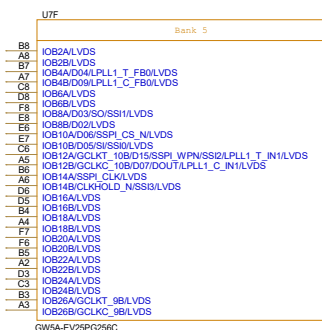 U7F
Bank 5
B8 IOB2A/LVDS
A8 IOB2B/LVDS
B7 IOB4A/D04/LPLL1_T_FB0/LVDS
A7 IOB4B/D09/LPLL1_C_FB0/LVDS
C8 IOB6A/LVDS
D8 IOB6B/LVDS
F8 IOB8A/D03/SO/SSI1/LVDS
E8 IOB8B/D02/LVDS
E6 IOB10A/D06/SSPI_CS_N/LVDS
E7 IOB10B/D05/SI/SSI0/LVDS
C6 IOB12A/GCLKT_10B/D15/SSPI_WPN/SSI2/LPLL1_T_IN1/LVDS
A5 IOB12B/GCLKC_10B/D07/DOUT/LPLL1_C_IN1/LVDS
B6 IOB14A/SSPI_CLK/LVDS
A6 IOB14B/CLKHOLD_N/SSI3/LVDS
D6 IOB16A/LVDS
D5 IOB16B/LVDS
B4 IOB18A/LVDS
A4 IOB18B/LVDS
F7 IOB20A/LVDS
F6 IOB20B/LVDS
B5 IOB22A/LVDS
A2 IOB22B/LVDS
D3 IOB24A/LVDS
C3 IOB24B/LVDS
B3 IOB26A/GCLKT_9B/LVDS
A3 IOB26B/GCLKC_9B/LVDS
GW5A-EV25PG256C